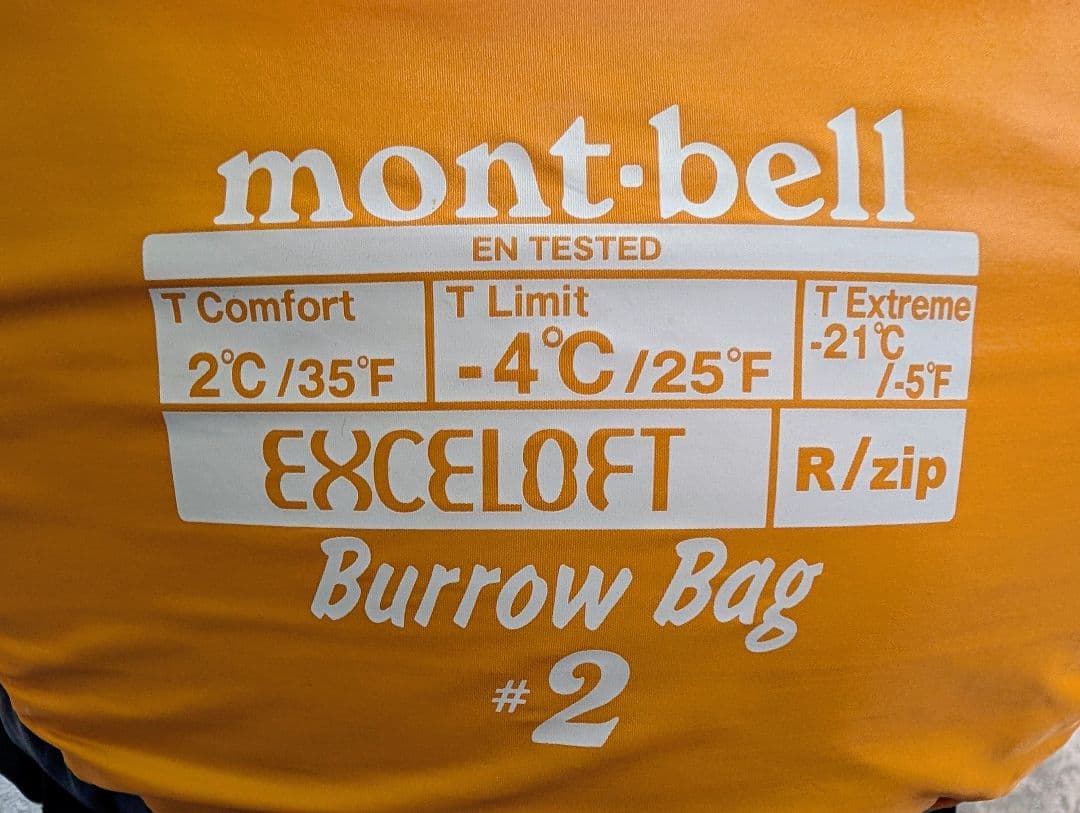 mont-bell
EN TESTED
T Comfort
2℃/35°F
T Limit
-4℃/25°F
T Extreme
-21℃
/-5°F
EXCELOFT
R/zip
Burrow Bag
#2